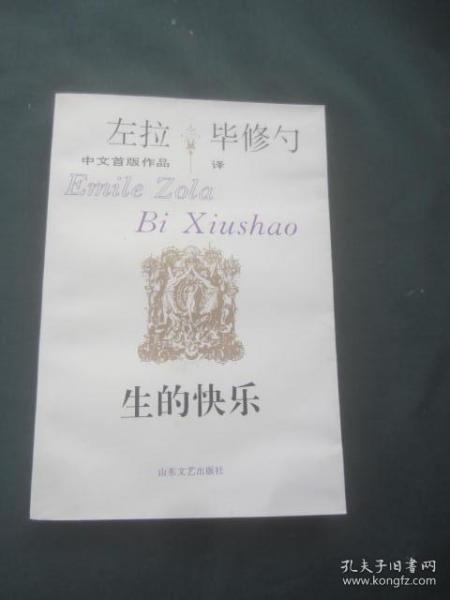 左拉 毕修勺
中文首版作品 译
Emile Zola
Bi Xiushao
生的快乐
山东文艺出版社
孔夫子旧书网
www.kongfz.com